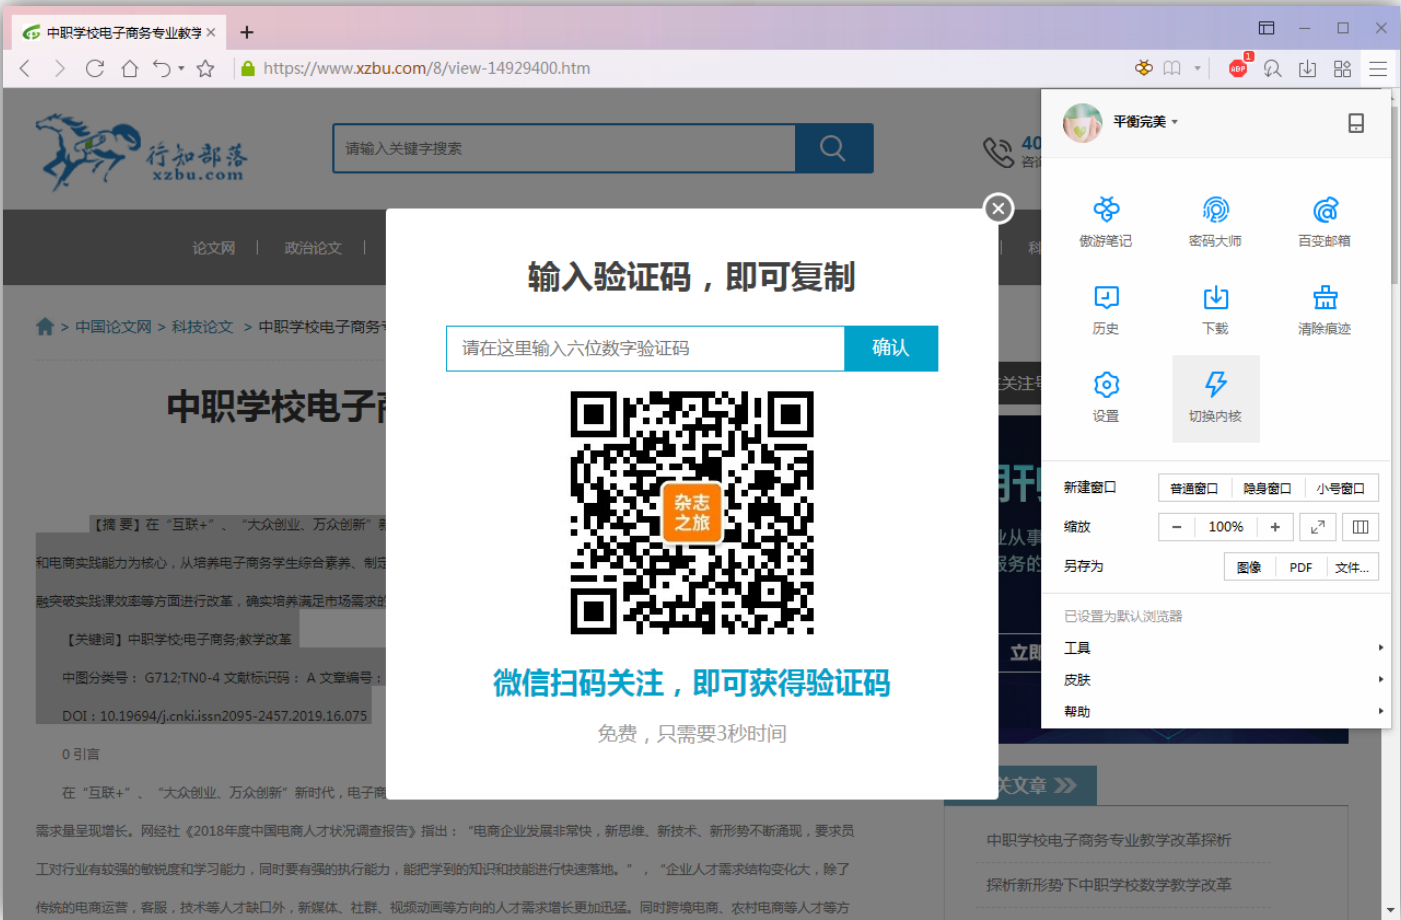 中职学校电子商务专业教学
https://www.xzbu.com/8/view-14929400.htm
ABP
1
平衡完美
行知部落
xzbu.com
请输入关键字搜索
40
咨
傲游笔记
密码大师
百变邮箱
论文网
政治论文
科
输入验证码，即可复制
历史
下载
清除痕迹
> 中国论文网 > 科技论文 > 中职学校电子商务专
请在这里输入六位数字验证码
确认
关注号
中职学校电子商
设置
切换内核
新建窗口
普通窗口
隐身窗口
小号窗口
杂志
之旅
【摘 要】在“互联+”、“大众创业、万众创新”新
缩放
100%
业从事
和电商实践能力为核心，从培养电子商务学生综合素养、制定
服务的
另存为
图像
PDF
文件...
融突破实践课效率等方面进行改革，确实培养满足市场需求的
已设置为默认浏览器
【关键词】中职学校;电子商务;教学改革
立即
工具
中图分类号： G712;TN0-4 文献标识码： A 文章编号：
微信扫码关注，即可获得验证码
皮肤
DOI：10.19694/j.cnki.issn2095-2457.2019.16.075
帮助
免费，只需要3秒时间
0 引言
关文章
在“互联+”、“大众创业、万众创新”新时代，电子商
需求量呈现增长。网经社《2018年度中国电商人才状况调查报告》指出：“电商企业发展非常快，新思维、新技术、新形势不断涌现，要求员
中职学校电子商务专业教学改革探析
工对行业有较强的敏锐度和学习能力，同时要有强的执行能力，能把学到的知识和技能进行快速落地。”，“企业人才需求结构变化大，除了
探析新形势下中职学校数学教学改革
传统的电商运营，客服，技术等人才缺口外，新媒体、社群、视频动画等方向的人才需求增长更加迅猛。同时跨境电商、农村电商等人才等方